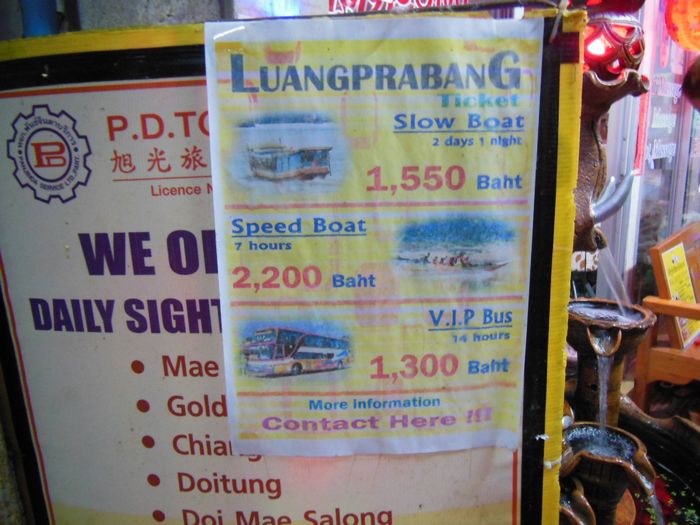 LUANGPRABANG
Ticket
Slow Boat
2 days 1 night
1,550 Baht
Speed Boat
7 hours
2,200 Baht
V.I.P Bus
14 hours
1,300 Baht
More information
Contact Here !!!
P.D.TO
旭光旅
Licence N
WE O
DAILY SIGHT
• Mae
• Gold
• Chiang
• Doitung
• Doi Mae Salong